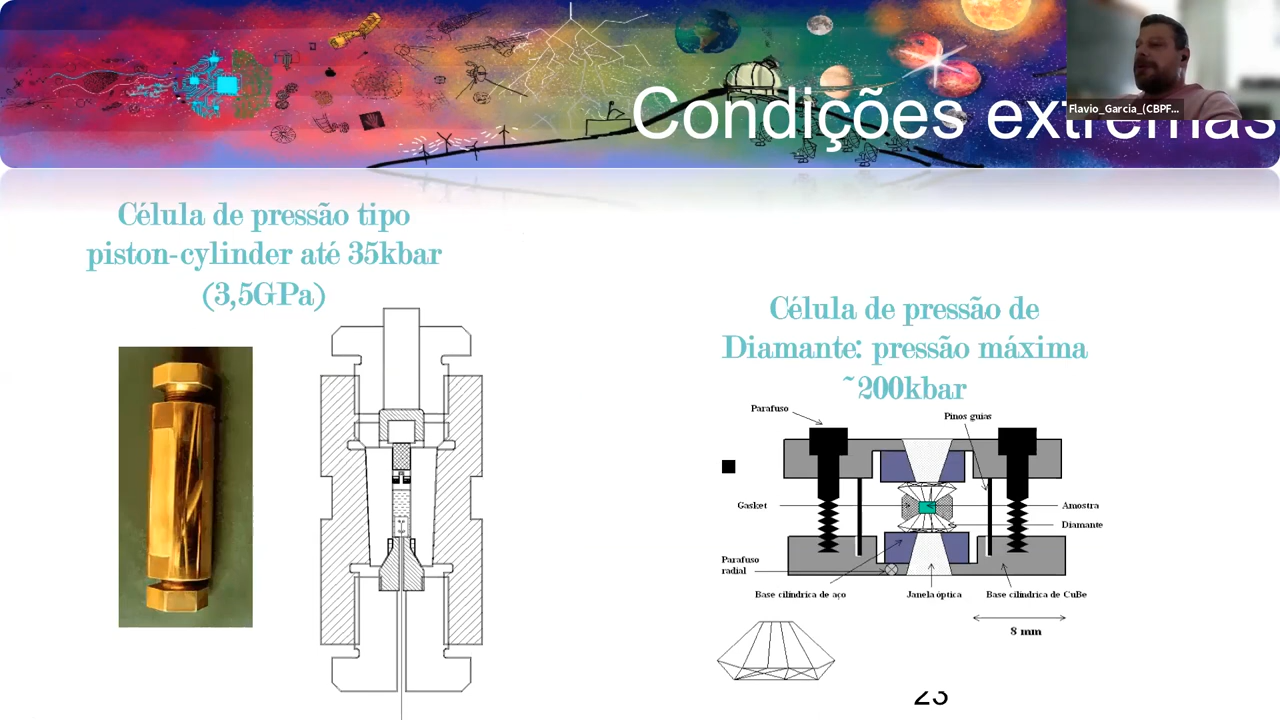 Condições extremas
Flavio_Garcia_(CBPF...
Célula de pressão tipo
piston-cylinder até 35kbar
(3,5GPa)
Célula de pressão de
Diamante: pressão máxima
~200kbar
Parafuso
Pinos guias
Gasket
Amostra
Diamante
Parafuso
radial
Base cilíndrica de aço
Janela óptica
Base cilíndrica de CuBe
8 mm
23